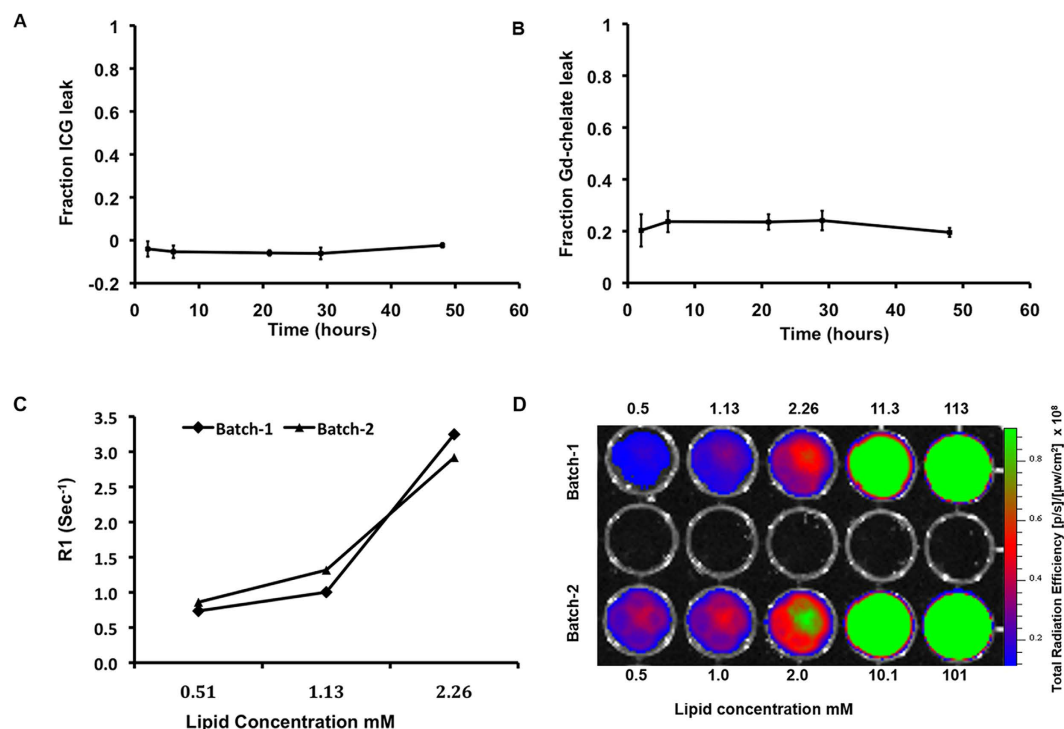 A
1
0.8
0.6
0.4
0.2
0
-0.2
Fraction ICG leak
0 10 20 30 40 50 60
Time (hours)
B
1
0.8
0.6
0.4
0.2
0
Fraction Gd-chelate leak
0 10 20 30 40 50 60
Time (hours)
C
3.5
3.0
2.5
2.0
1.5
1.0
0.5
0.0
R1 (Sec⁻¹)
Batch-1 Batch-2
0.51 1.13 2.26
Lipid Concentration mM
D
0.5 1.13 2.26 11.3 113
Batch-1
Batch-2
0.5 1.0 2.0 10.1 101
Lipid concentration mM
0.8
0.6
0.4
0.2
Total Radiation Efficiency [p/s]/[µw/cm²] x 10⁸